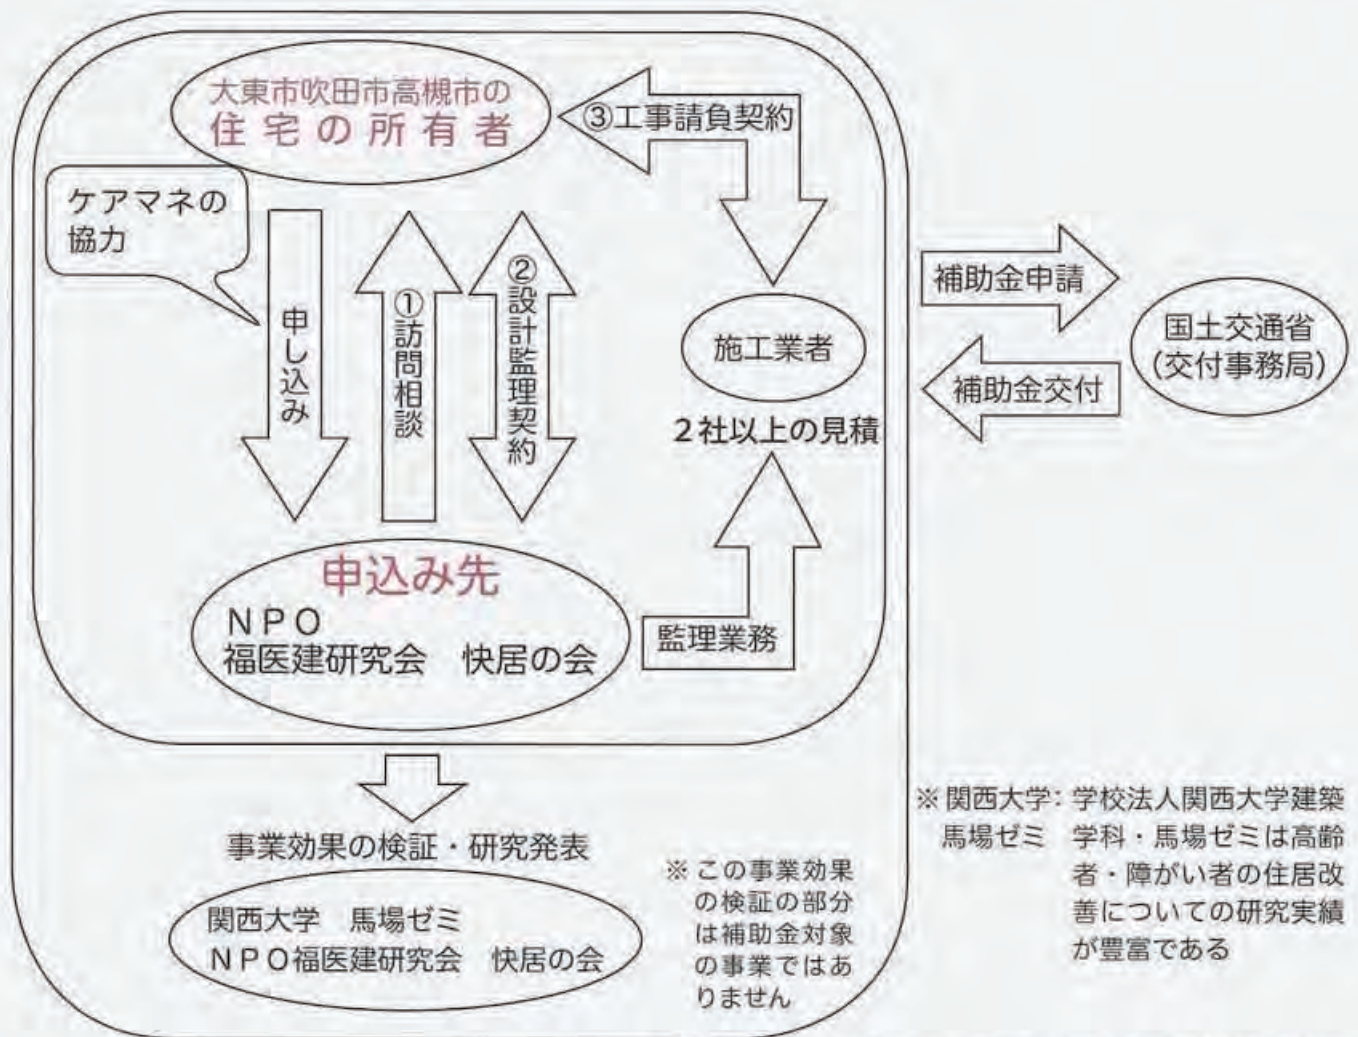 大東市吹田市高槻市の
住宅の所有者
③工事請負契約
ケアマネの
協力
申し込み
①訪問相談
②設計監理契約
施工業者
2社以上の見積
補助金申請
補助金交付
国土交通省
(交付事務局)
申込み先
NPO
福医建研究会 快居の会
監理業務
事業効果の検証・研究発表
関西大学 馬場ゼミ
NPO福医建研究会 快居の会
※この事業効果
の検証の部分
は補助金対象
の事業ではあ
りません
※関西大学: 学校法人関西大学建築
馬場ゼミ 学科・馬場ゼミは高齢
者・障がい者の住居改
善についての研究実績
が豊富である